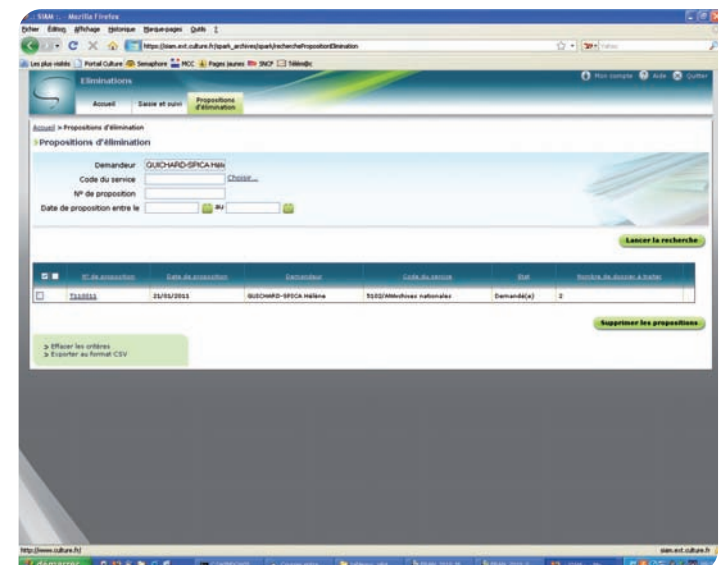 SIAM :. - Mozilla Firefox
Fichier Édition Affichage Historique Marque-pages Outils ?
https://siam.ext.culture.fr/spark_archives/spark/recherchePropositionElimination
Les plus visités Portail Culture Semaphore MCC Pages jaunes SNCF
Eliminations
Mon compte Aide Quitter
Accueil Saisie et suivi Propositions d'élimination
Accueil > Propositions d'élimination
Propositions d'élimination
Demandeur GUICHARD-SPICA Hélè
Code du service Choisir...
N° de proposition
Date de proposition entre le au
Lancer la recherche
N° de proposition Date de proposition Demandeur Code du service Etat Nombre de dossier à traiter
21/01/2011 GUICHARD-SPICA Hélène Demandé(e) 2
Supprimer les propositions
> Effacer les critères
> Exporter au format CSV
http://www.culture.fr/ siam.ext.culture.fr
démarrer